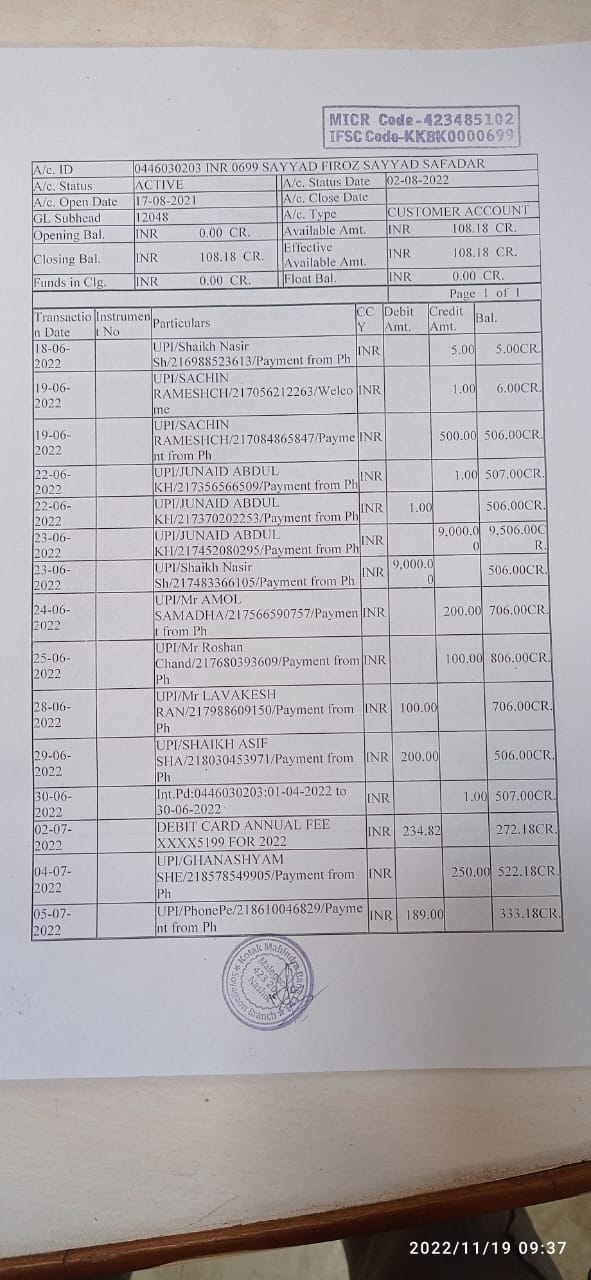 MICR Code-423485102
IFSC Code-KKBK0000699
A/c. ID 0446030203 INR 0699 SAYYAD FIROZ SAYYAD SAFADAR
A/c. Status ACTIVE A/c. Status Date 02-08-2022
A/c. Open Date 17-08-2021 A/c. Close Date
GL Subhead 12048 A/c. Type CUSTOMER ACCOUNT
Opening Bal. INR 0.00 CR. Available Amt. INR 108.18 CR.
Closing Bal. INR 108.18 CR. Effective Available Amt. INR 108.18 CR.
Funds in Clg. INR 0.00 CR. Float Bal. INR 0.00 CR.
Page 1 of 1
Transactio Instrumen Particulars CC Debit Credit Bal.
n Date t No Y Amt. Amt.
18-06- UPI/Shaikh Nasir INR 5.00 5.00CR.
2022 Sh/216988523613/Payment from Ph
UPI/SACHIN
19-06- RAMESHCH/217056212263/Welco INR 1.00 6.00CR.
2022 me
UPI/SACHIN
19-06- RAMESHCH/217084865847/Payme INR 500.00 506.00CR.
2022 nt from Ph
22-06- UPI/JUNAID ABDUL INR 1.00 507.00CR.
2022 KH/217356566509/Payment from Ph
22-06- UPI/JUNAID ABDUL INR 1.00 506.00CR.
2022 KH/217370202253/Payment from Ph
23-06- UPI/JUNAID ABDUL INR 9,000.0 9,506.00C
2022 KH/217452080295/Payment from Ph 0 R.
23-06- UPI/Shaikh Nasir INR 9,000.0 506.00CR.
2022 Sh/217483366105/Payment from Ph 0
UPI/Mr AMOL
24-06- SAMADHA/217566590757/Paymen INR 200.00 706.00CR.
2022 t from Ph
UPI/Mr Roshan
25-06- Chand/217680393609/Payment from INR 100.00 806.00CR.
2022 Ph
UPI/Mr LAVAKESH
28-06- RAN/217988609150/Payment from INR 100.00 706.00CR.
2022 Ph
UPI/SHAIKH ASIF
29-06- SHA/218030453971/Payment from INR 200.00 506.00CR.
2022 Ph
30-06- Int.Pd:0446030203:01-04-2022 to INR 1.00 507.00CR.
2022 30-06-2022
02-07- DEBIT CARD ANNUAL FEE INR 234.82 272.18CR.
2022 XXXX5199 FOR 2022
UPI/GHANASHYAM
04-07- SHE/218578549905/Payment from INR 250.00 522.18CR.
2022 Ph
05-07- UPI/PhonePe/218610046829/Payme INR 189.00 333.18CR.
2022 nt from Ph
Kotak Mahindra
Branch
2022/11/19 09:37